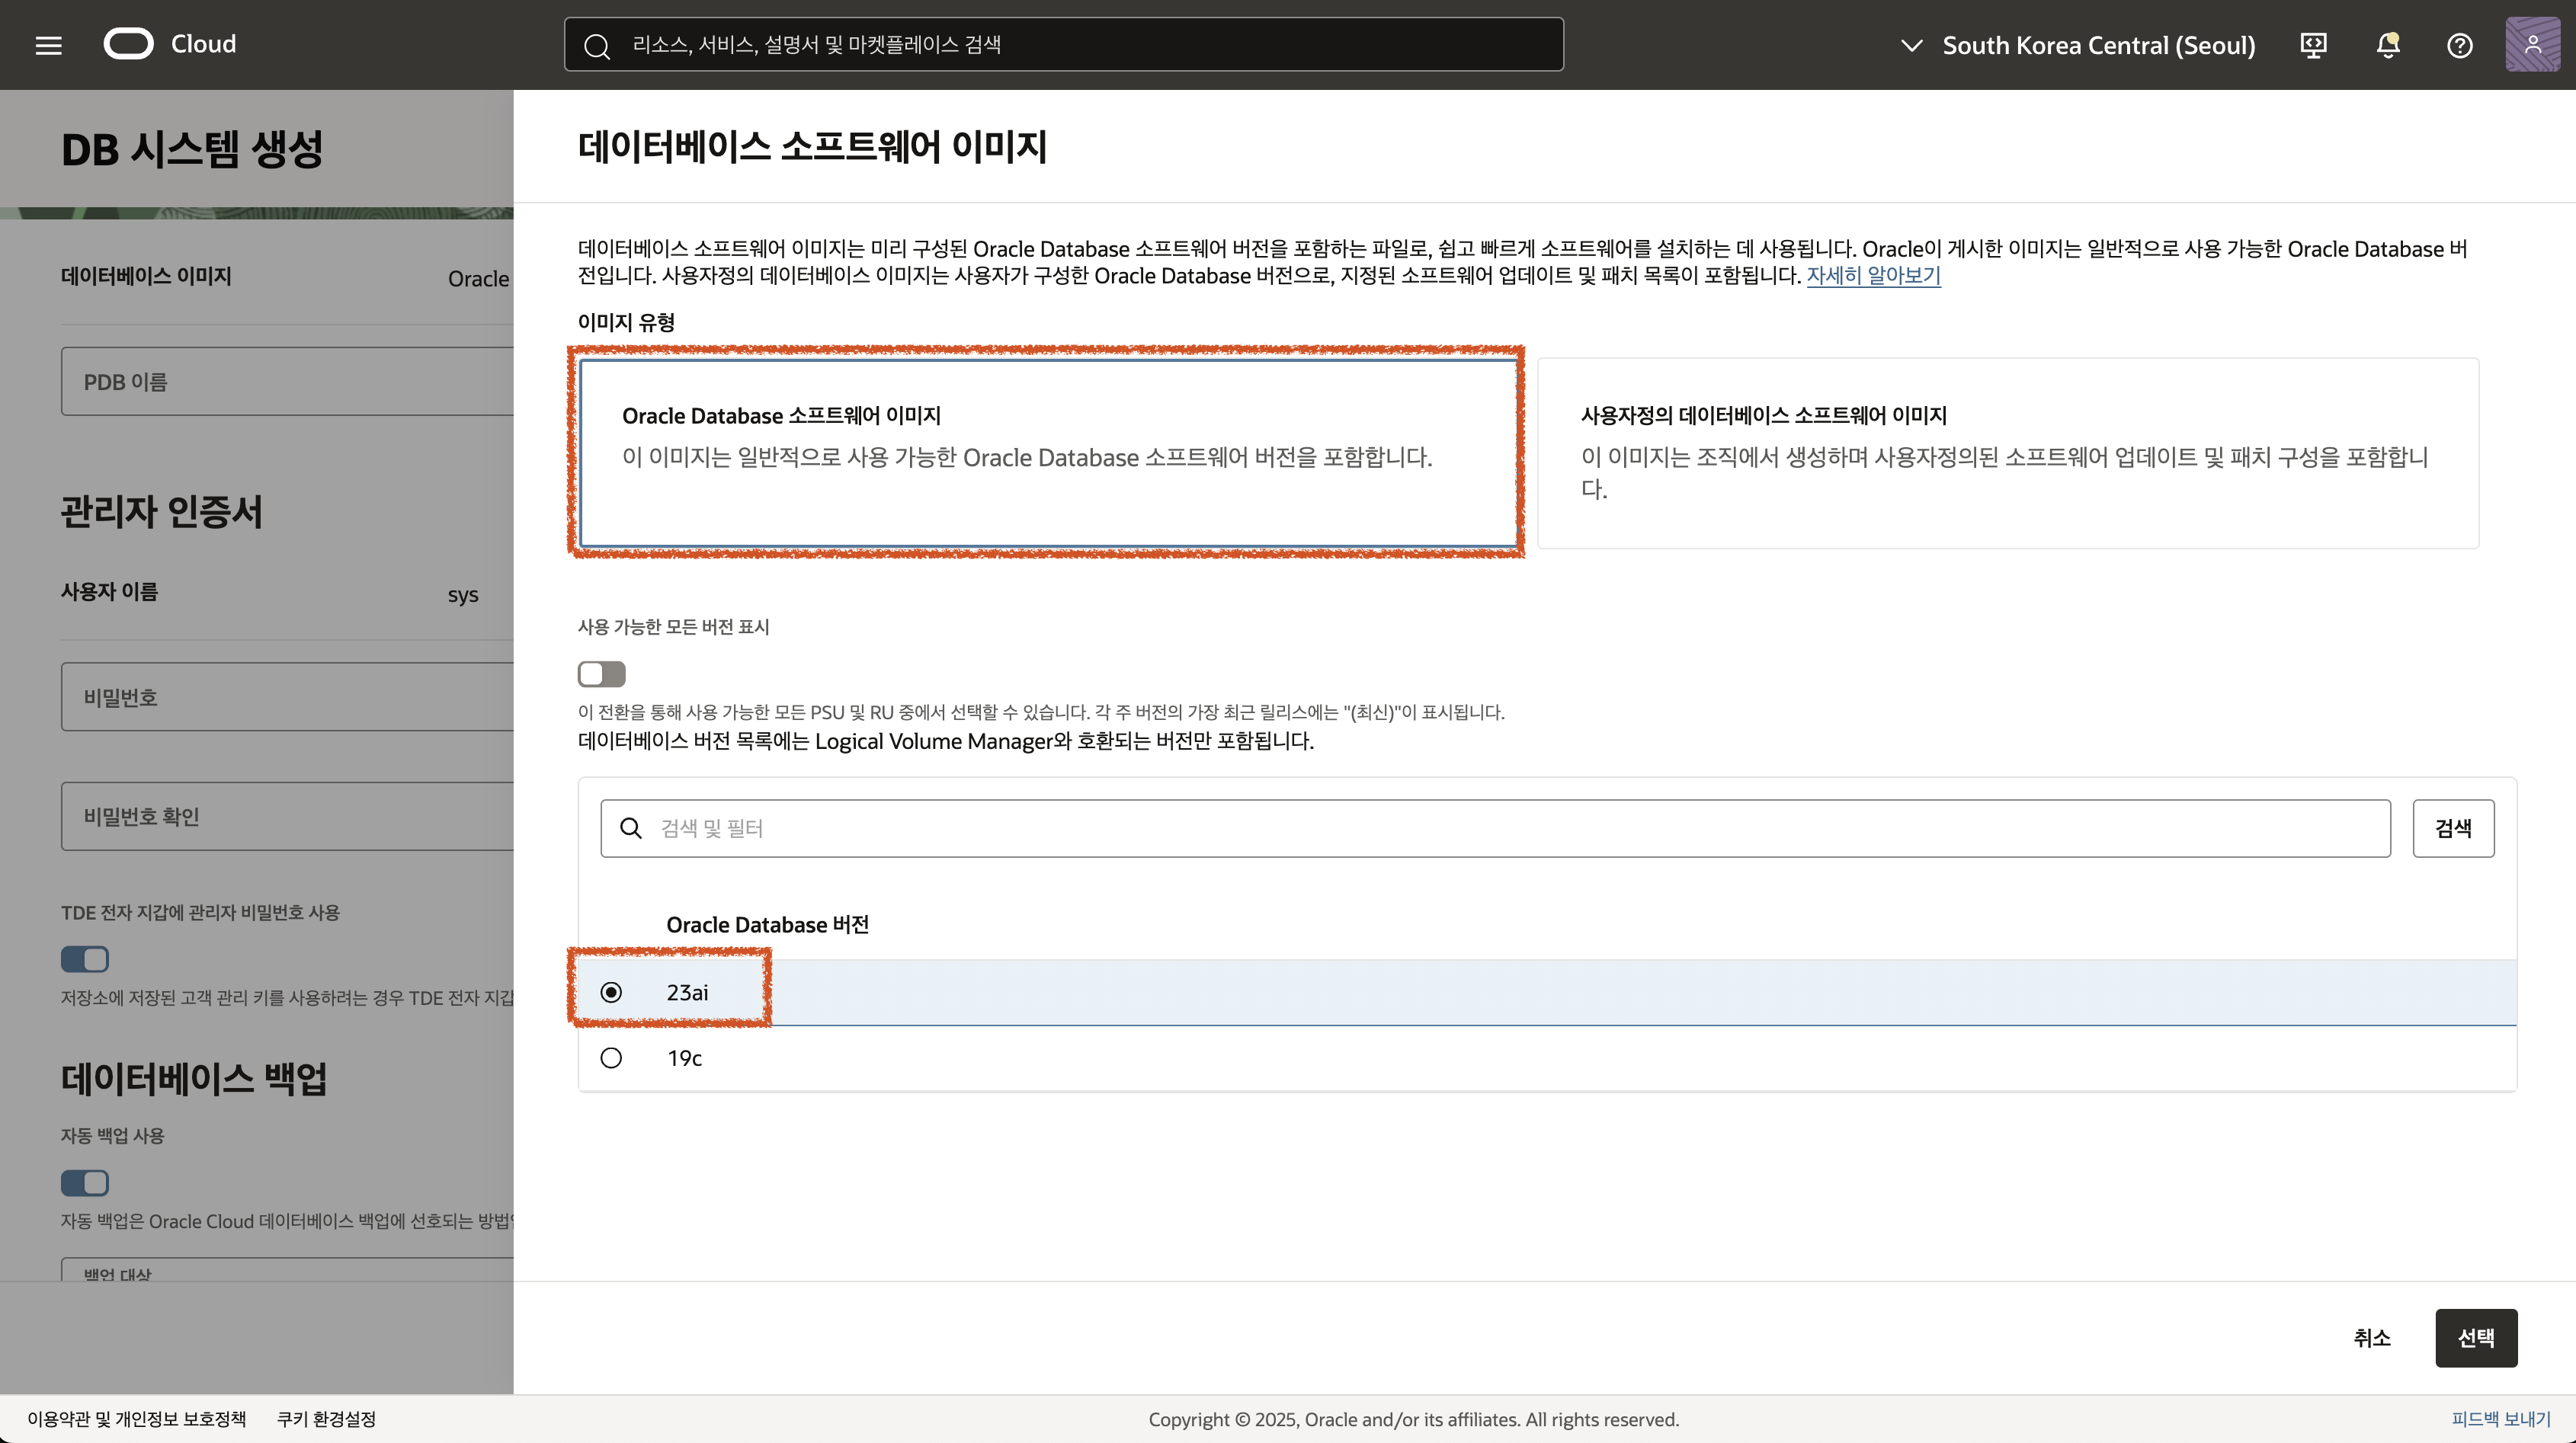 Cloud
리소스, 서비스, 설명서 및 마켓플레이스 검색
South Korea Central (Seoul)
DB 시스템 생성
데이터베이스 이미지
Oracle
PDB 이름
관리자 인증서
사용자 이름
sys
비밀번호
비밀번호 확인
TDE 전자 지갑에 관리자 비밀번호 사용
저장소에 저장된 고객 관리 키를 사용하려는 경우 TDE 전자 지갑
데이터베이스 백업
자동 백업 사용
자동 백업은 Oracle Cloud 데이터베이스 백업에 선호되는
백업 대상
데이터베이스 소프트웨어 이미지
데이터베이스 소프트웨어 이미지는 미리 구성된 Oracle Database 소프트웨어 버전을 포함하는 파일로, 쉽고 빠르게 소프트웨어를 설치하는 데 사용됩니다. Oracle이 게시한 이미지는 일반적으로 사용 가능한 Oracle Database 버
전입니다. 사용자정의 데이터베이스 이미지는 사용자가 구성한 Oracle Database 버전으로, 지정된 소프트웨어 업데이트 및 패치 목록이 포함됩니다. 자세히 알아보기
이미지 유형
Oracle Database 소프트웨어 이미지
이 이미지는 일반적으로 사용 가능한 Oracle Database 소프트웨어 버전을 포함합니다.
사용자정의 데이터베이스 소프트웨어 이미지
이 이미지는 조직에서 생성하며 사용자정의된 소프트웨어 업데이트 및 패치 구성을 포함합니
다.
사용 가능한 모든 버전 표시
이 전환을 통해 사용 가능한 모든 PSU 및 RU 중에서 선택할 수 있습니다. 각 주 버전의 가장 최근 릴리스에는 "(최신)"이 표시됩니다.
데이터베이스 버전 목록에는 Logical Volume Manager와 호환되는 버전만 포함됩니다.
검색 및 필터
검색
Oracle Database 버전
23ai
19c
취소
선택
이용약관 및 개인정보 보호정책
쿠키 환경설정
Copyright © 2025, Oracle and/or its affiliates. All rights reserved.
피드백 보내기